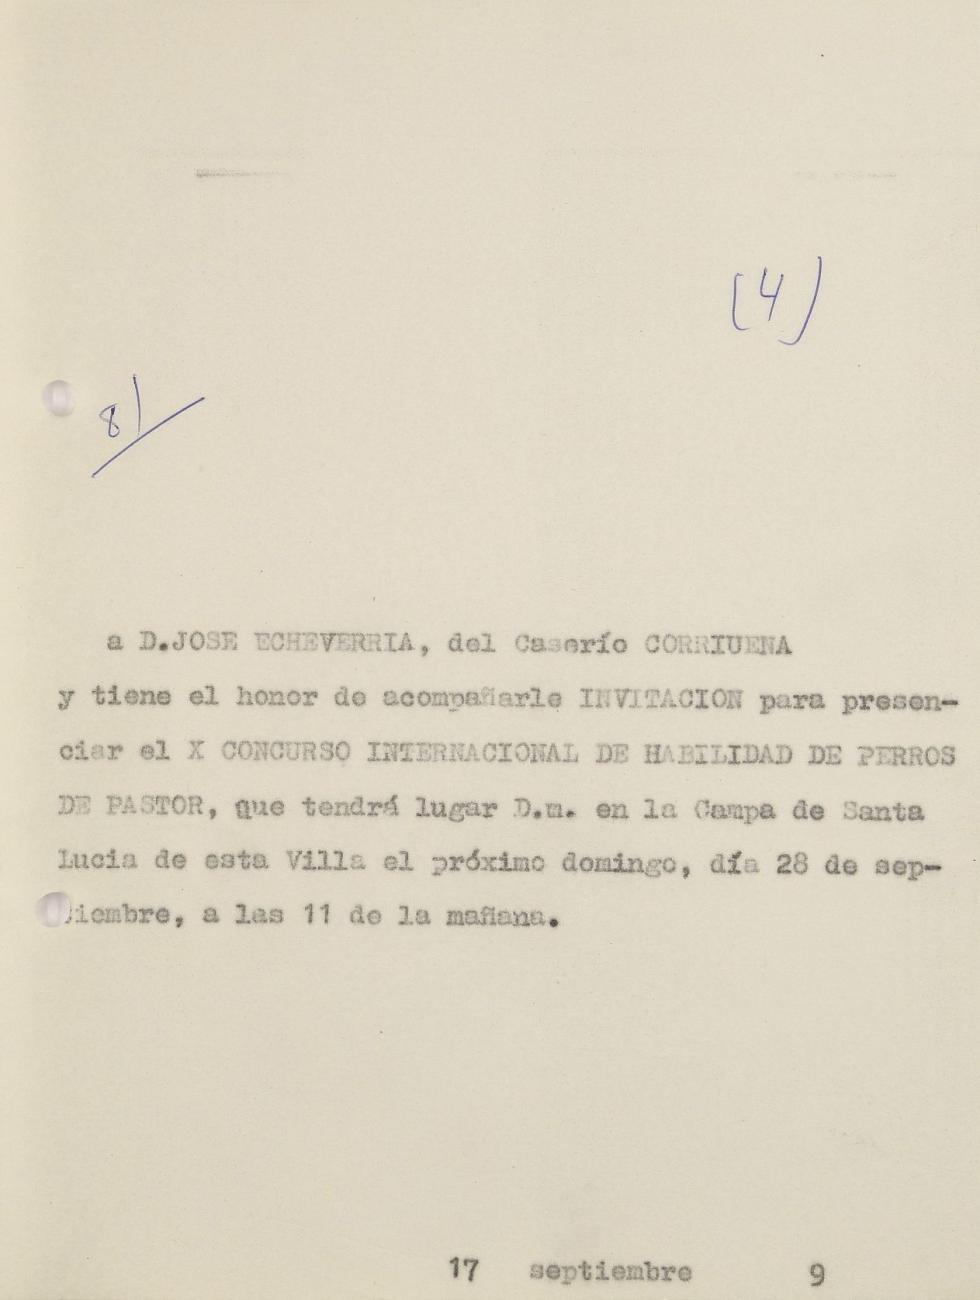 (4)
8/
a D.JOSE ECHEVERRIA, del Caserío CORRIUENA
y tiene el honor de acompañarle INVITACION para presen-
ciar el X CONCURSO INTERNACIONAL DE HABILIDAD DE PERROS
DE PASTOR, que tendrá lugar D.m. en la Campa de Santa
Lucia de esta Villa el próximo domingo, día 28 de sep-
tiembre, a las 11 de la mañana.
17 septiembre 9